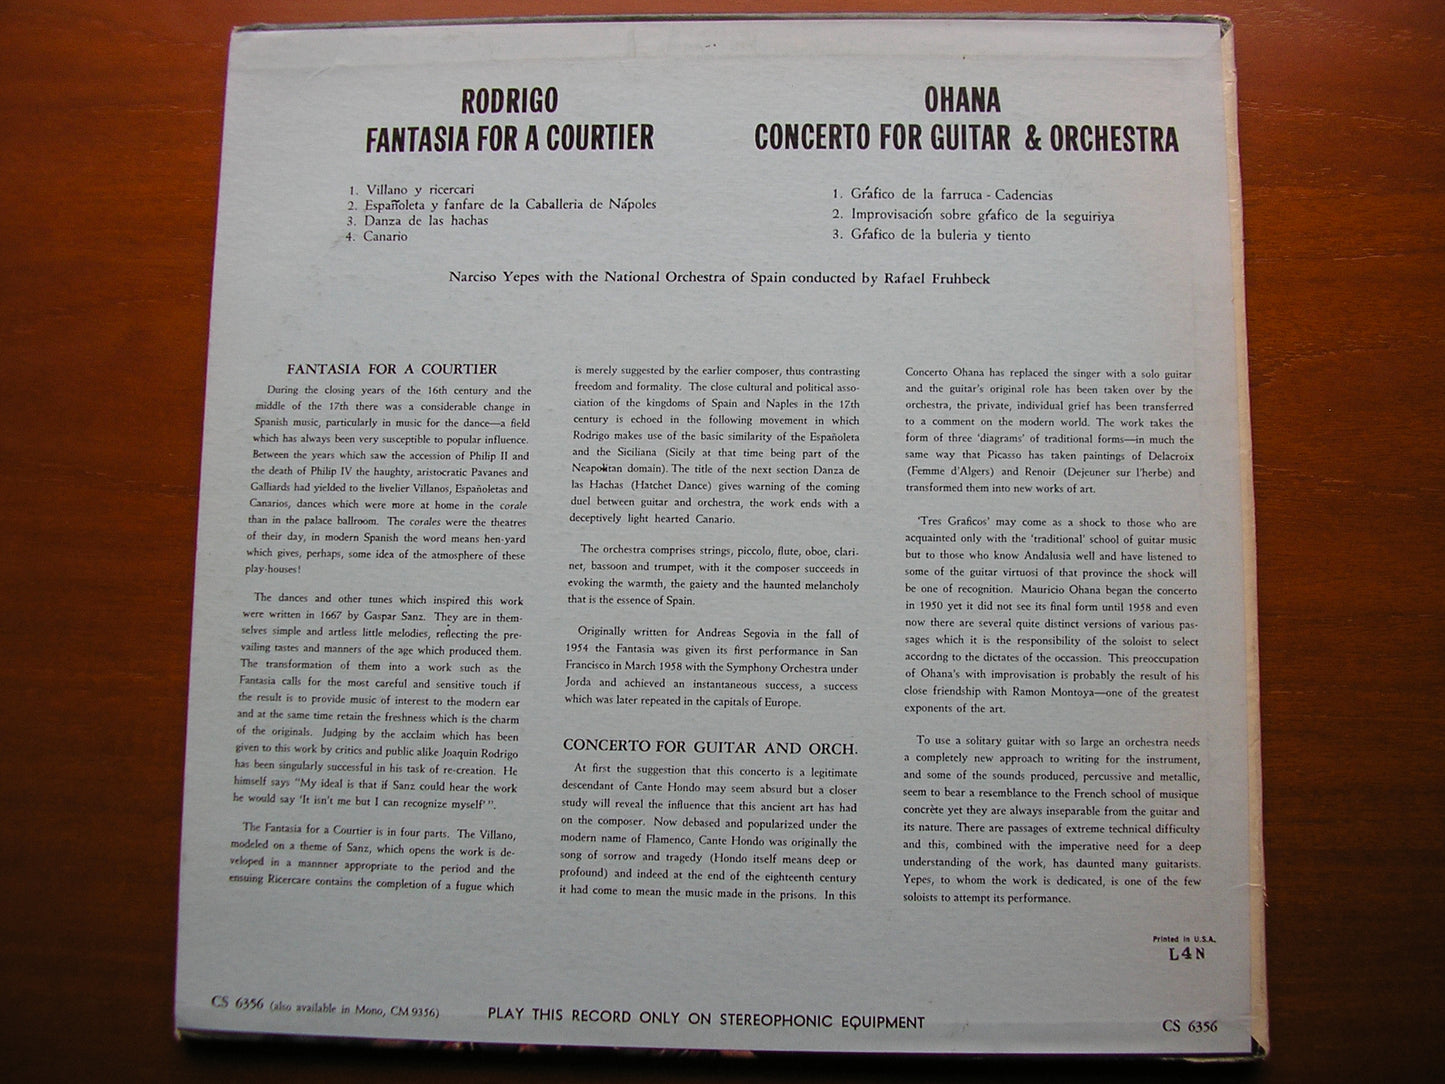 RODRIGO
FANTASIA FOR A COURTIER
1. Villano y ricercari
2. Españoleta y fanfare de la Caballeria de Nápoles
3. Danza de las hachas
4. Canario
OHANA
CONCERTO FOR GUITAR & ORCHESTRA
1. Gráfico de la farruca - Cadencias
2. Improvisación sobre gráfico de la seguiriya
3. Gráfico de la buleria y tiento
Narciso Yepes with the National Orchestra of Spain conducted by Rafael Fruhbeck
FANTASIA FOR A COURTIER
During the closing years of the 16th century and the
middle of the 17th there was a considerable change in
Spanish music, particularly in music for the dance—a field
which has always been very susceptible to popular influence.
Between the years which saw the accession of Philip II and
the death of Philip IV the haughty, aristocratic Pavanes and
Galliards had yielded to the livelier Villanos, Españoletas and
Canarios, dances which were more at home in the corale
than in the palace ballroom. The corales were the theatres
of their day, in modern Spanish the word means hen-yard
which gives, perhaps, some idea of the atmosphere of these
play-houses!
The dances and other tunes which inspired this work
were written in 1667 by Gaspar Sanz. They are in them-
selves simple and artless little melodies, reflecting the pre-
vailing tastes and manners of the age which produced them.
The transformation of them into a work such as the
Fantasia calls for the most careful and sensitive touch if
the result is to provide music of interest to the modern ear
and at the same time retain the freshness which is the charm
of the originals. Judging by the acclaim which has been
given to this work by critics and public alike Joaquin Rodrigo
has been singularly successful in his task of re-creation. He
himself says "My ideal is that if Sanz could hear the work
he would say 'It isn't me but I can recognize myself' ".
The Fantasia for a Courtier is in four parts. The Villano,
modeled on a theme of Sanz, which opens the work is de-
veloped in a mannner appropriate to the period and the
ensuing Ricercare contains the completion of a fugue which
is merely suggested by the earlier composer, thus contrasting
freedom and formality. The close cultural and political asso-
ciation of the kingdoms of Spain and Naples in the 17th
century is echoed in the following movement in which
Rodrigo makes use of the basic similarity of the Españoleta
and the Siciliana (Sicily at that time being part of the
Neapolitan domain). The title of the next section Danza de
las Hachas (Hatchet Dance) gives warning of the coming
duel between guitar and orchestra, the work ends with a
deceptively light hearted Canario.
The orchestra comprises strings, piccolo, flute, oboe, clari-
net, bassoon and trumpet, with it the composer succeeds in
evoking the warmth, the gaiety and the haunted melancholy
that is the essence of Spain.
Originally written for Andreas Segovia in the fall of
1954 the Fantasia was given its first performance in San
Francisco in March 1958 with the Symphony Orchestra under
Jorda and achieved an instantaneous success, a success
which was later repeated in the capitals of Europe.
CONCERTO FOR GUITAR AND ORCH.
At first the suggestion that this concerto is a legitimate
descendant of Cante Hondo may seem absurd but a closer
study will reveal the influence that this ancient art has had
on the composer. Now debased and popularized under the
modern name of Flamenco, Cante Hondo was originally the
song of sorrow and tragedy (Hondo itself means deep or
profound) and indeed at the end of the eighteenth century
it had come to mean the music made in the prisons. In this
Concerto Ohana has replaced the singer with a solo guitar
and the guitar's original role has been taken over by the
orchestra, the private, individual grief has been transferred
to a comment on the modern world. The work takes the
form of three 'diagrams' of traditional forms—in much the
same way that Picasso has taken paintings of Delacroix
(Femme d'Algers) and Renoir (Dejeuner sur l'herbe) and
transformed them into new works of art.
'Tres Graficos' may come as a shock to those who are
acquainted only with the 'traditional' school of guitar music
but to those who know Andalusia well and have listened to
some of the guitar virtuosi of that province the shock will
be one of recognition. Mauricio Ohana began the concerto
in 1950 yet it did not see its final form until 1958 and even
now there are several quite distinct versions of various pas-
sages which it is the responsibility of the soloist to select
accordng to the dictates of the occassion. This preoccupation
of Ohana's with improvisation is probably the result of his
close friendship with Ramon Montoya—one of the greatest
exponents of the art.
To use a solitary guitar with so large an orchestra needs
a completely new approach to writing for the instrument,
and some of the sounds produced, percussive and metallic,
seem to bear a resemblance to the French school of musique
concrète yet they are always inseparable from the guitar and
its nature. There are passages of extreme technical difficulty
and this, combined with the imperative need for a deep
understanding of the work, has daunted many guitarists.
Yepes, to whom the work is dedicated, is one of the few
soloists to attempt its performance.
Printed in U.S.A.
L4N
CS 6356 (also available in Mono, CM 9356)
PLAY THIS RECORD ONLY ON STEREOPHONIC EQUIPMENT
CS 6356